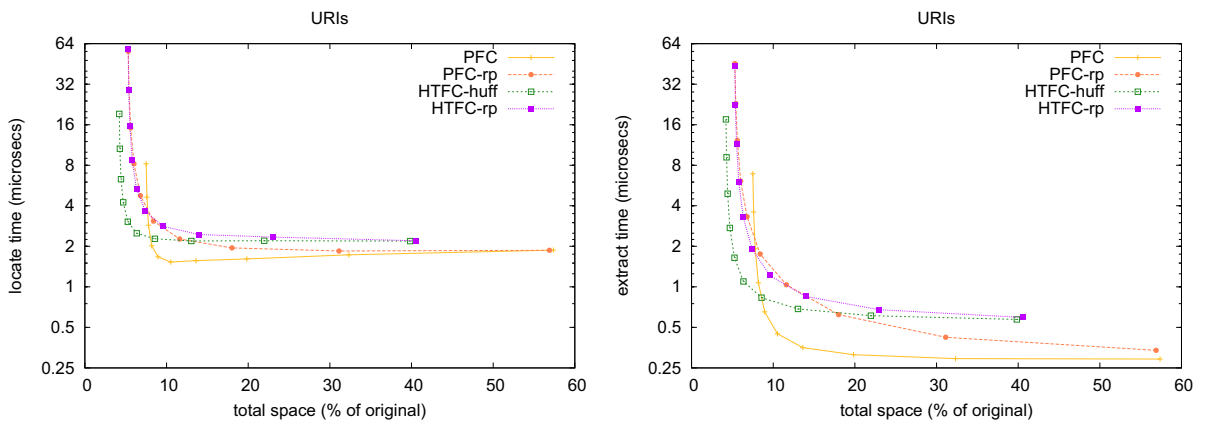 URIs
64
32
16
8
4
2
1
0.5
0.25
locate time (microsecs)
PFC
PFC-rp
HTFC-huff
HTFC-rp
0 10 20 30 40 50 60
total space (% of original)
URIs
64
32
16
8
4
2
1
0.5
0.25
extract time (microsecs)
PFC
PFC-rp
HTFC-huff
HTFC-rp
0 10 20 30 40 50 60
total space (% of original)